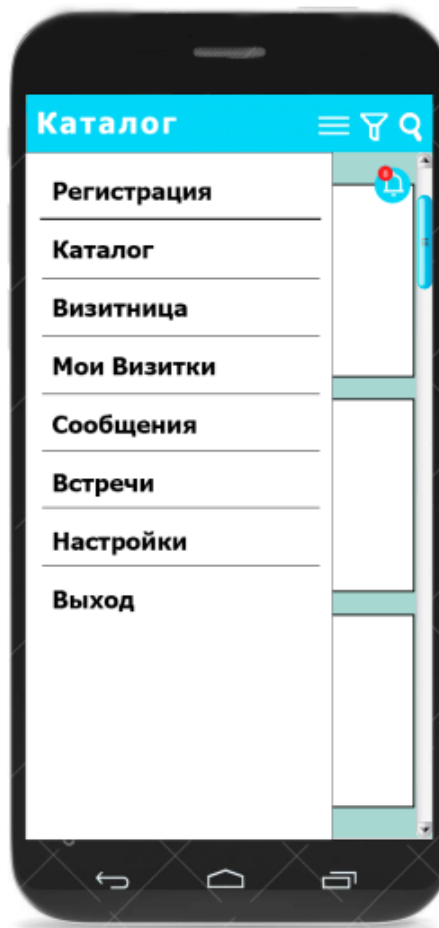 Каталог
Регистрация
Каталог
Визитница
Мои Визитки
Сообщения
Встречи
Настройки
Выход